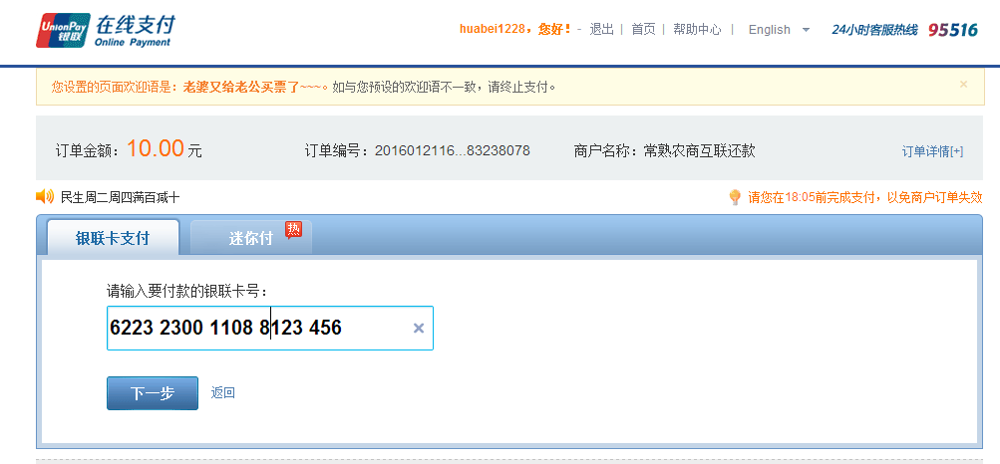 UnionPay 银联 在线支付 Online Payment
huabei1228，您好！ - 退出 | 首页 | 帮助中心 | English 24小时客服热线 95516
您设置的页面欢迎语是：老婆又给老公买票了~~~。如与您预设的欢迎语不一致，请终止支付。 ×
订单金额：10.00 元 订单编号：2016012116...83238078 商户名称：常熟农商互联还款 订单详情[+]
民生周二周四满百减十 请您在18:05前完成支付，以免商户订单失效
银联卡支付 迷你付 热
请输入要付款的银联卡号：
6223 2300 1108 8123 456 ×
下一步 返回